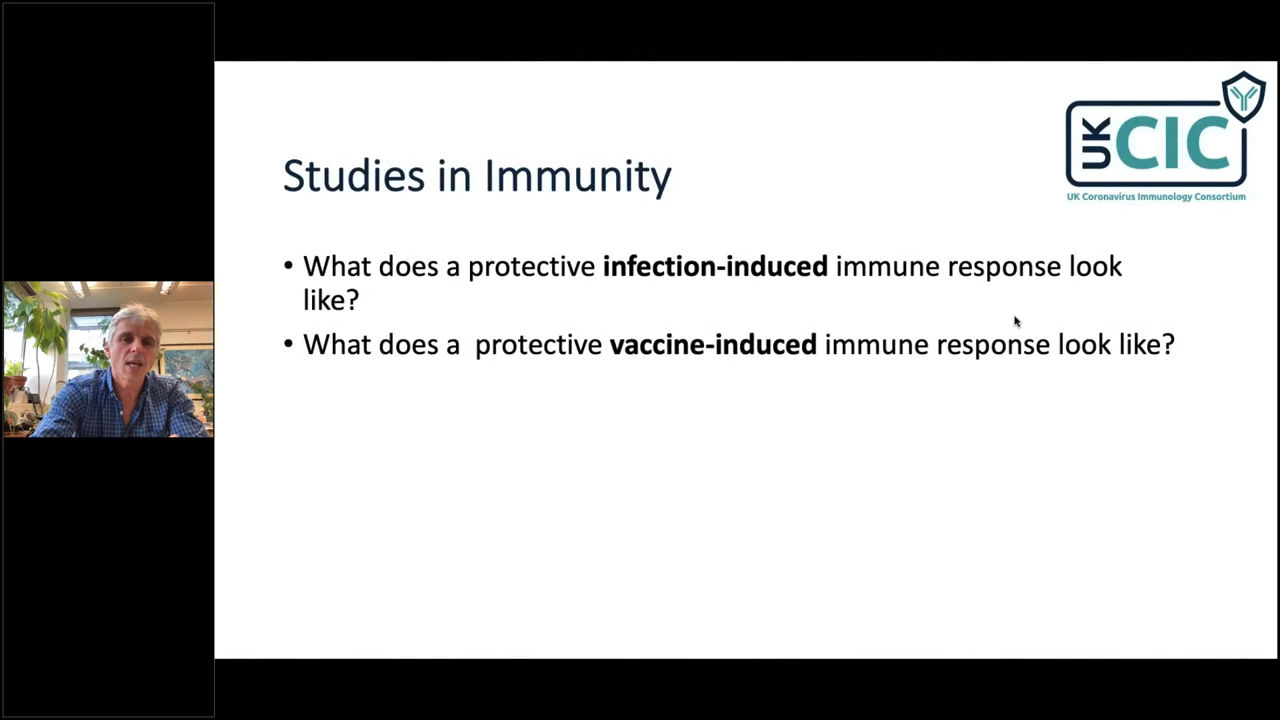 UK CIC
UK Coronavirus Immunology Consortium
Studies in Immunity
• What does a protective infection-induced immune response look
like?
• What does a  protective vaccine-induced immune response look like?